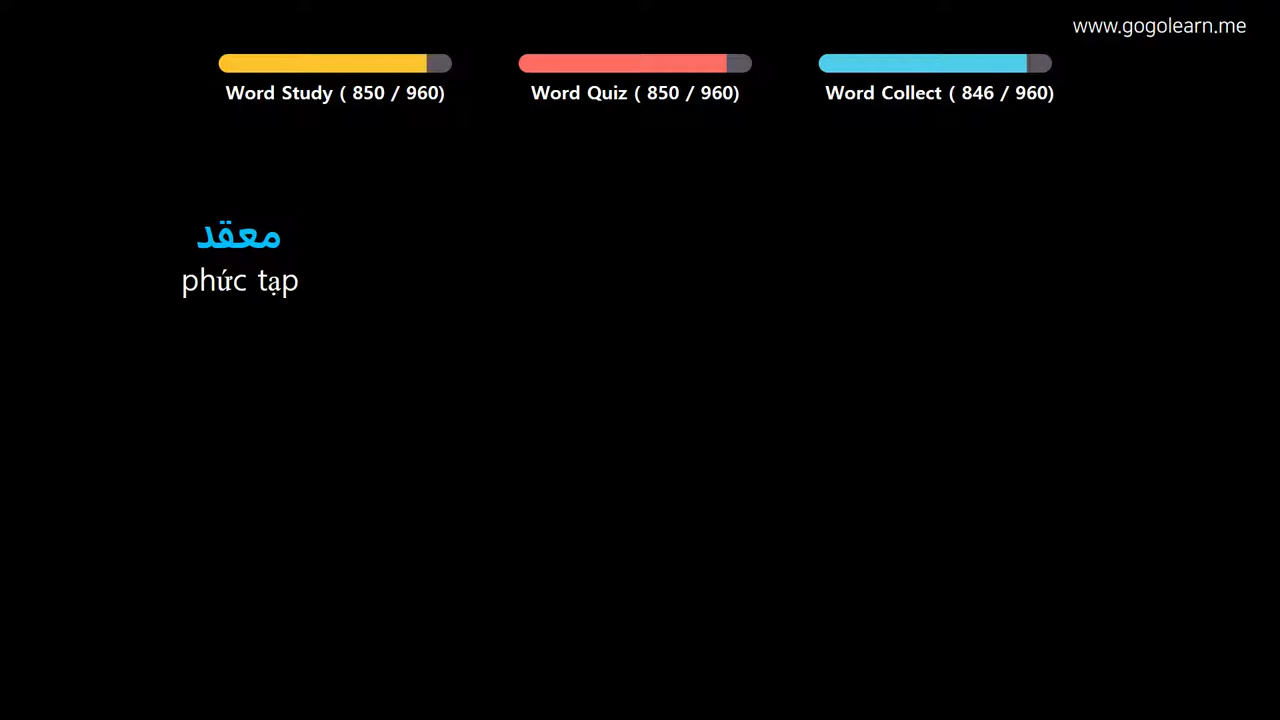 www.gogolearn.me
Word Study ( 850 / 960)
Word Quiz ( 850 / 960)
Word Collect ( 846 / 960)
معقد
phức tạp